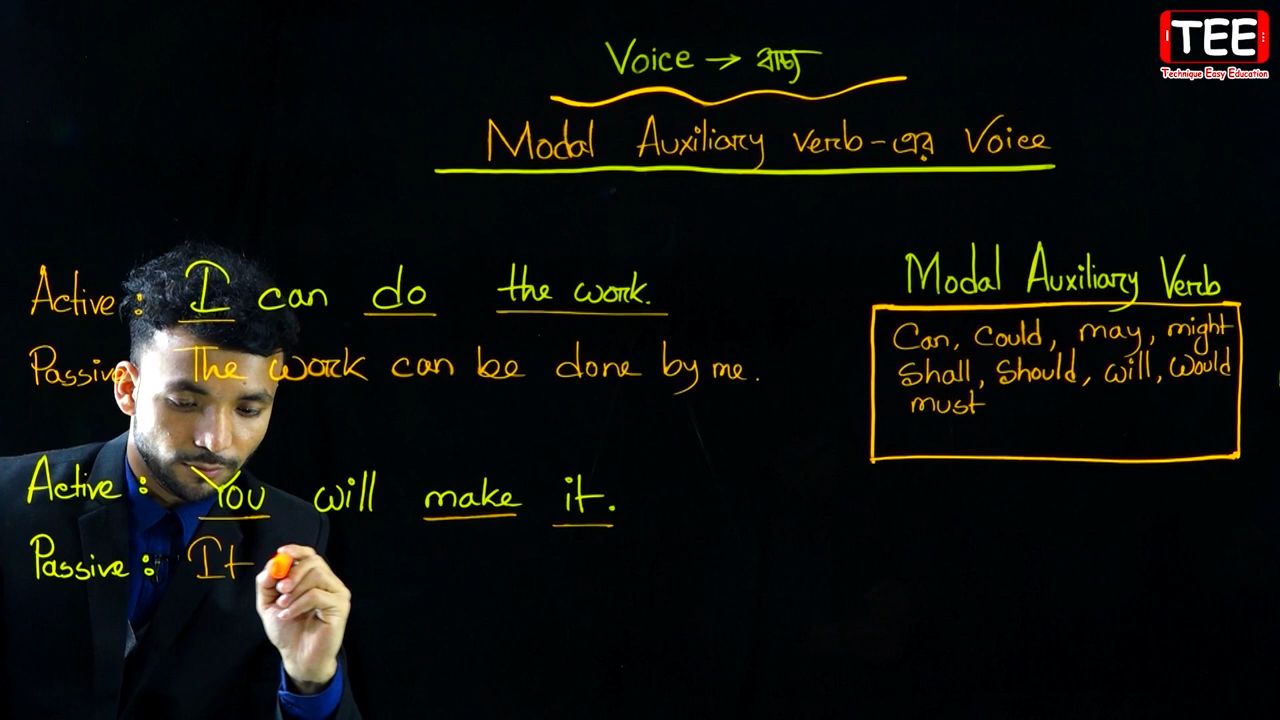 TEE
Technique Easy Education
Voice → বাচ্য
Modal Auxiliary verb-এর Voice
Active : I can do the work.
Passive The work can be done by me.
Active : You will make it.
Passive : It
Modal Auxiliary Verb
Can, Could, may, might
Shall, Should, will, would
must